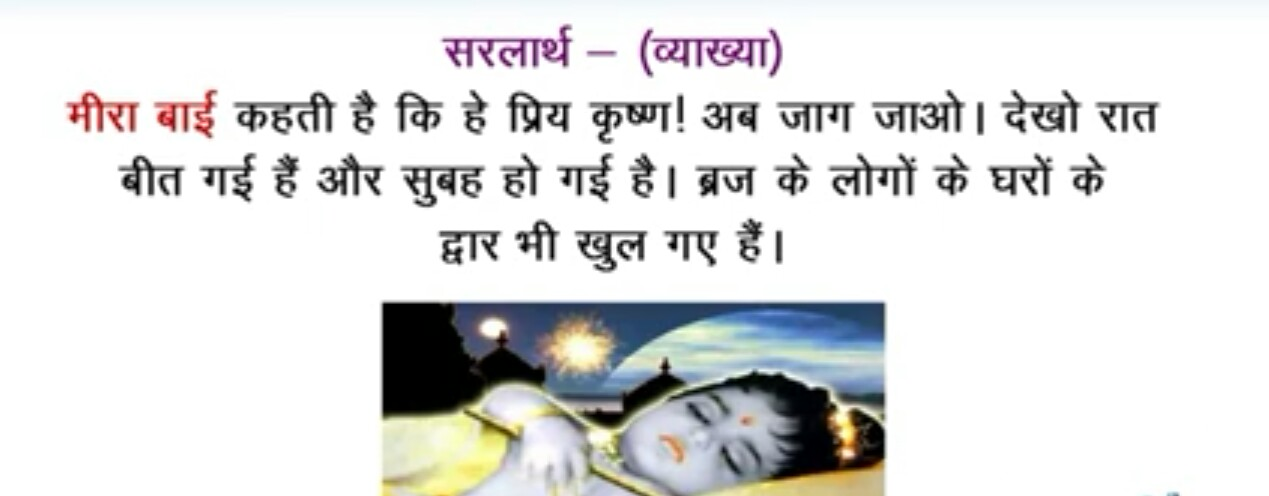 सरलार्थ – (व्याख्या)
मीरा बाई कहती है कि हे प्रिय कृष्ण! अब जाग जाओ। देखो रात
बीत गई हैं और सुबह हो गई है। ब्रज के लोगों के घरों के
द्वार भी खुल गए हैं।